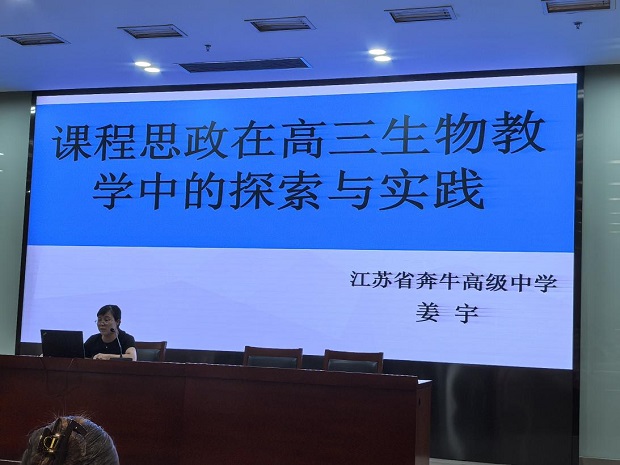 课程思政在高三生物教
学中的探索与实践
江苏省奔牛高级中学
姜 宇